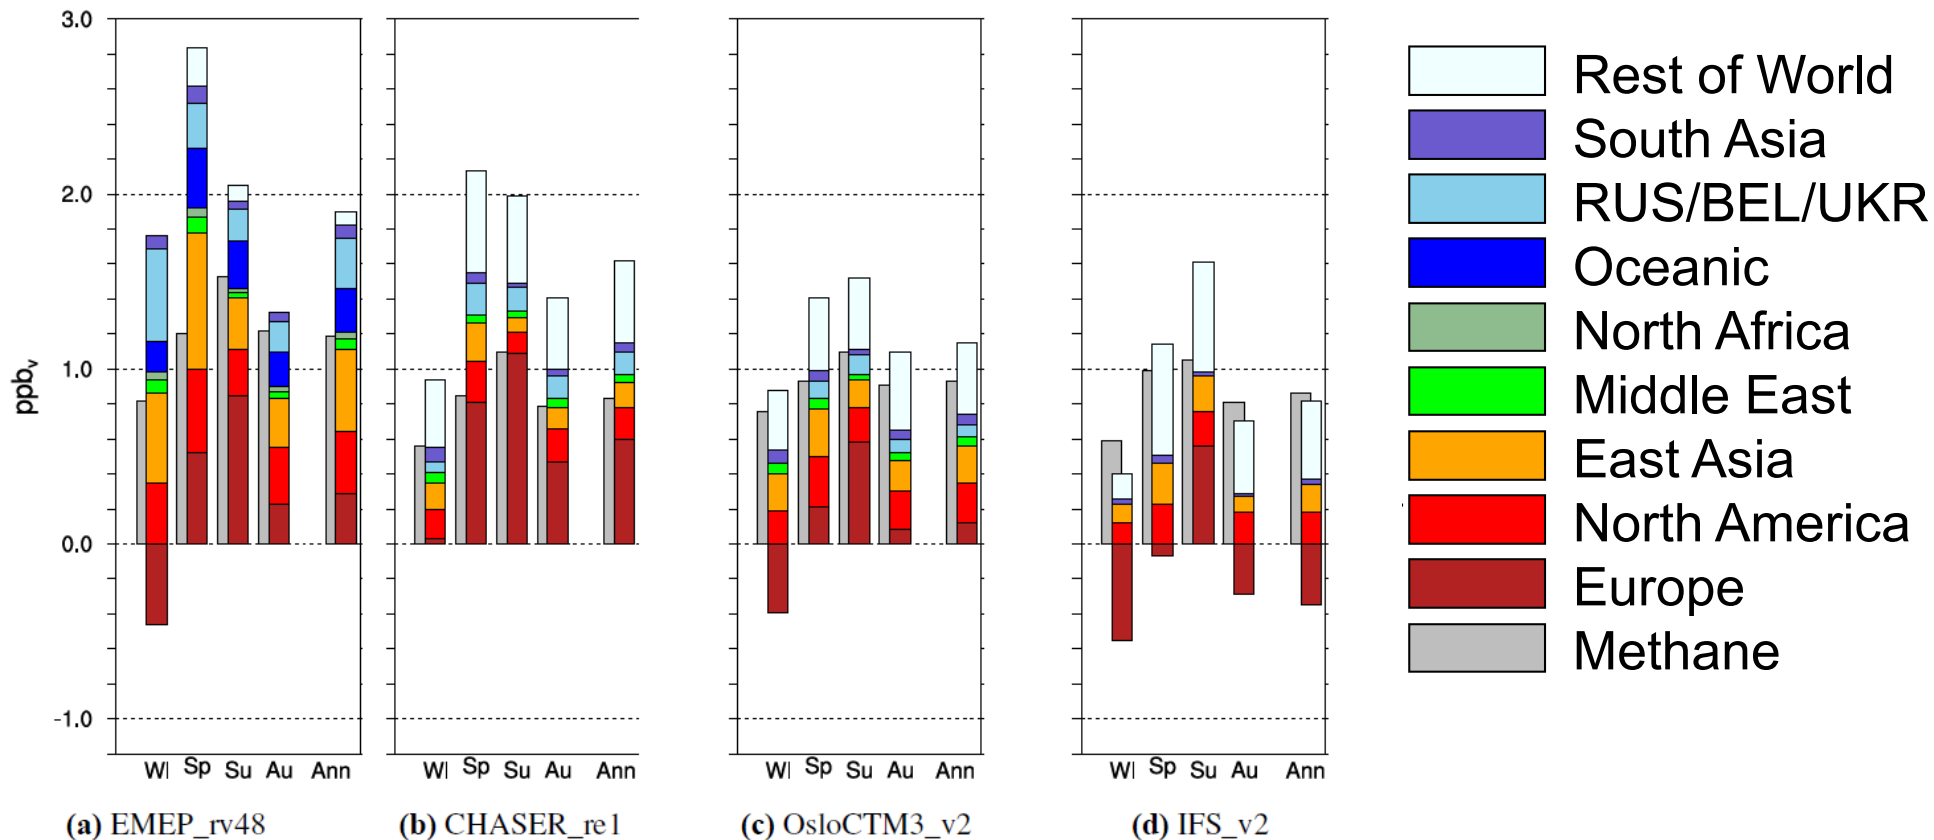 3.0
2.0
1.0
0.0
-1.0
ppbv
WI Sp Su Au Ann
WI Sp Su Au Ann
WI Sp Su Au Ann
WI Sp Su Au Ann
(a) EMEP_rv48
(b) CHASER_re1
(c) OsloCTM3_v2
(d) IFS_v2
Rest of World
South Asia
RUS/BEL/UKR
Oceanic
North Africa
Middle East
East Asia
North America
Europe
Methane